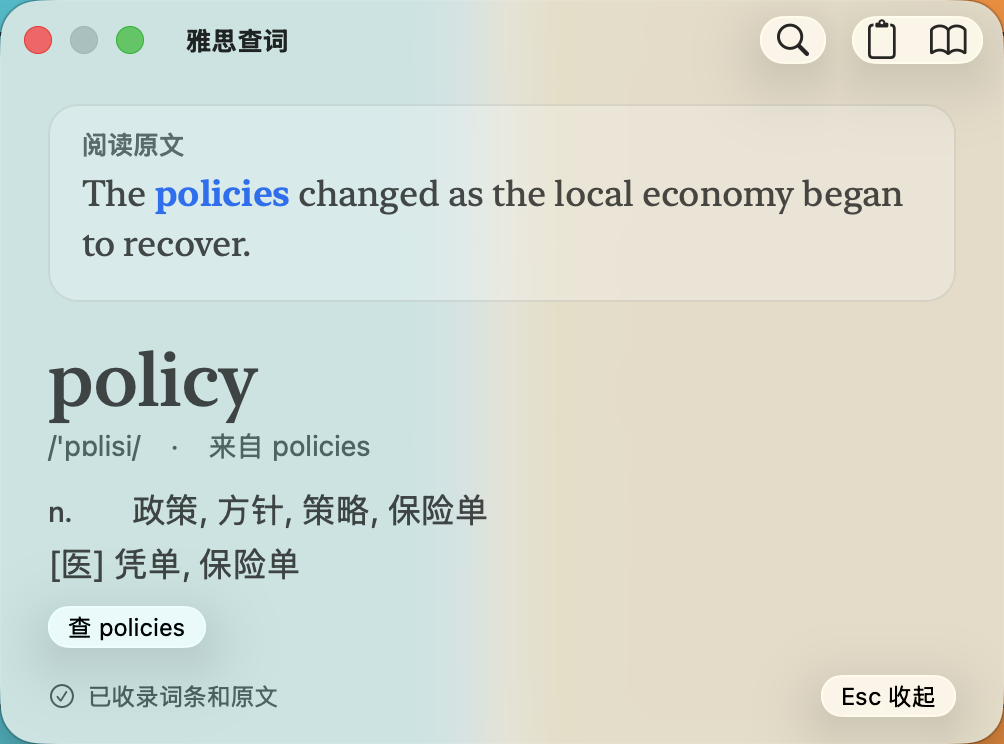 雅思查词
阅读原文
The policies changed as the local economy began
to recover.
policy
/'pɒlisi/ · 来自 policies
n. 政策, 方针, 策略, 保险单
[医] 凭单, 保险单
查 policies
已收录词条和原文
Esc 收起